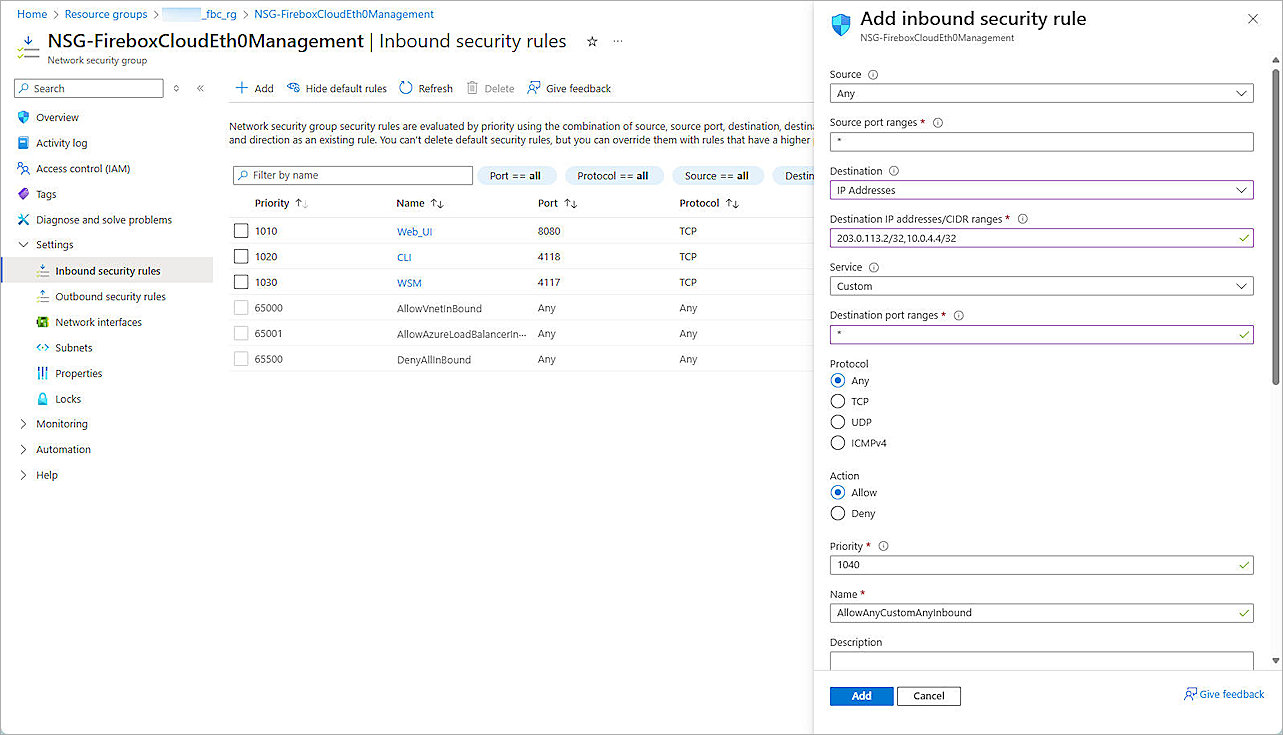 Home > Resource groups > _fbc_rg > NSG-FireboxCloudEth0Management
NSG-FireboxCloudEth0Management | Inbound security rules
Network security group
Search
Overview
Activity log
Access control (IAM)
Tags
Diagnose and solve problems
Settings
Inbound security rules
Outbound security rules
Network interfaces
Subnets
Properties
Locks
Monitoring
Automation
Help
Add Hide default rules Refresh Delete Give feedback
Network security group security rules are evaluated by priority using the combination of source, source port, destination, destina
and direction as an existing rule. You can't delete default security rules, but you can override them with rules that have a higher
Filter by name Port == all Protocol == all Source == all Destin
Priority Name Port Protocol
1010 Web_UI 8080 TCP
1020 CLI 4118 TCP
1030 WSM 4117 TCP
65000 AllowVnetInBound Any Any
65001 AllowAzureLoadBalancerIn... Any Any
65500 DenyAllInBound Any Any
Add inbound security rule
NSG-FireboxCloudEth0Management
Source
Any
Source port ranges *
*
Destination
IP Addresses
Destination IP addresses/CIDR ranges *
203.0.113.2/32,10.0.4.4/32
Service
Custom
Destination port ranges *
*
Protocol
Any
TCP
UDP
ICMPv4
Action
Allow
Deny
Priority *
1040
Name *
AllowAnyCustomAnyInbound
Description
Add Cancel Give feedback